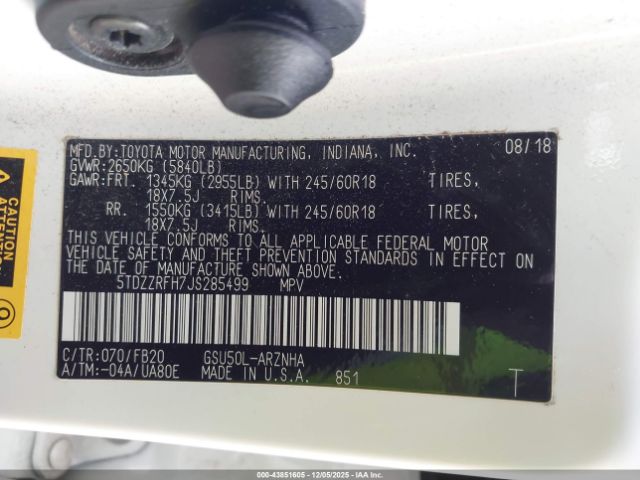 MFD.BY:TOYOTA MOTOR MANUFACTURING, INDIANA, INC. 08/18
GVWR:2650KG (5840LB)
GAWR:FRT. 1345KG (2955LB) WITH 245/60R18 TIRES,
18X7.5J RIMS.
RR. 1550KG (3415LB) WITH 245/60R18 TIRES,
18X7.5J RIMS.
THIS VEHICLE CONFORMS TO ALL APPLICABLE FEDERAL MOTOR
VEHICLE SAFETY AND THEFT PREVENTION STANDARDS IN EFFECT ON
THE DATE OF MANUFACTURE SHOWN ABOVE.
5TDZZRFH7JS285499 MPV
C/TR:070/FB20 GSU50L-ARZNHA
A/TM:-04A/UA80E MADE IN U.S.A. 851 T
CAUTION
ATTENTION
000-43851605 - 12/05/2025 - IAAI.COM